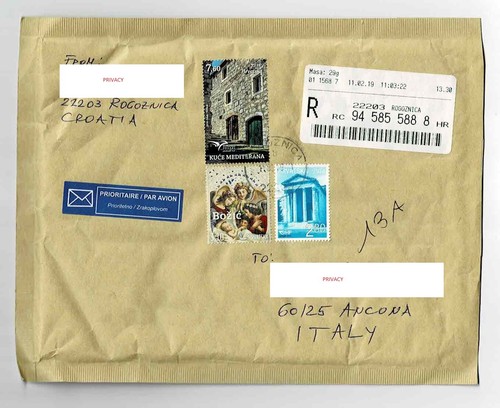 FROM:
PRIVACY
22203 ROGOZNICA
CROATIA
PRIORITAIRE / PAR AVION
Prioritetno / Zrakoplovom
7,60
KUĆE MEDITERANA
BOŽIĆ
2.80
Masa: 29g
01 1568 7 11.02.19 11:03:22
13.30
22203 ROGOZNICA
R RC 94 585 588 8 HR
13A
TO:
PRIVACY
60125 ANCONA
ITALY